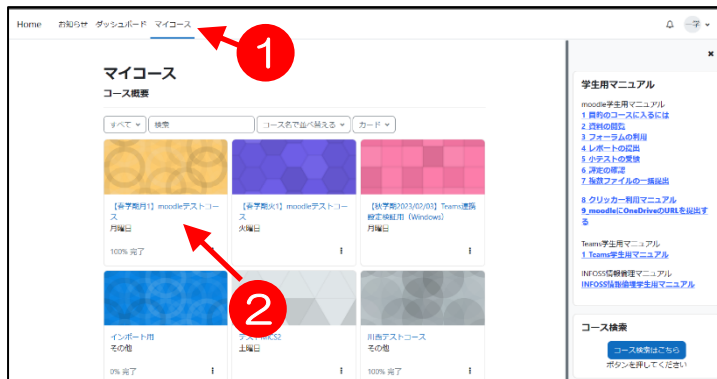 Home お知らせ ダッシュボード マイコース
1
マイコース
コース概要
すべて 検索 コース名で並べ替える カード
【春学期月1】moodleテストコース
月曜日
100% 完了
【春学期火1】moodleテストコース
火曜日
【秋学期2023/02/03】Teams連携
設定検証用（Windows）
月曜日
2
インポート用
その他
0% 完了
土曜日
川西テストコース
その他
100% 完了
学生用マニュアル
moodle学生用マニュアル
1 目的のコースに入るには
2 資料の閲覧
3 フォーラムの利用
4 レポートの提出
5 小テストの受験
6 評定の確認
7 複数ファイルの一括提出
8 クリッカー利用マニュアル
9 moodleにOneDriveのURLを提出す
る
Teams学生用マニュアル
1 Teams学生用マニュアル
INFOSS情報倫理マニュアル
INFOSS情報倫理学生用マニュアル
コース検索
コース検索はこちら
ボタンを押してください